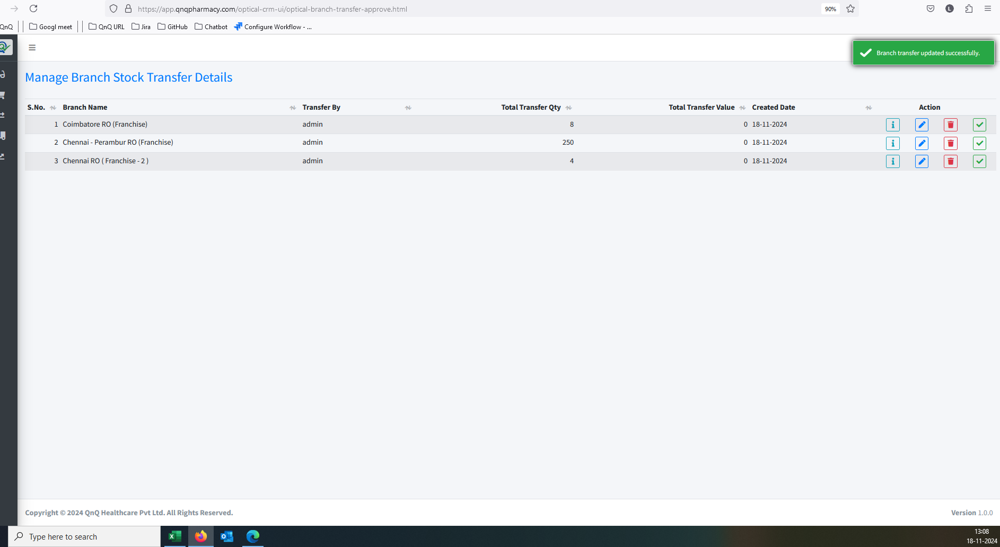 https://app.qnqpharmacy.com/optical-crm-ui/optical-branch-transfer-approve.html
90%
L
QnQ
Googl meet
QnQ URL
Jira
GitHub
Chatbot
Configure Workflow - ...
Branch transfer updated successfully.
Manage Branch Stock Transfer Details
S.No. Branch Name Transfer By Total Transfer Qty Total Transfer Value Created Date Action
1 Coimbatore RO (Franchise) admin 8 0 18-11-2024
2 Chennai - Perambur RO (Franchise) admin 250 0 18-11-2024
3 Chennai RO ( Franchise - 2 ) admin 4 0 18-11-2024
Copyright © 2024 QnQ Healthcare Pvt Ltd. All Rights Reserved.
Version 1.0.0
Type here to search
13:08
18-11-2024